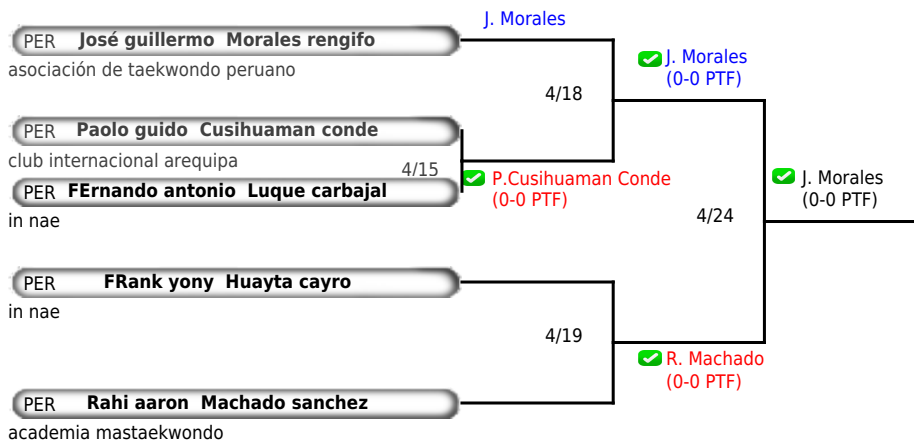 J. Morales
PER José guillermo Morales rengifo
asociación de taekwondo peruano
J. Morales
(0-0 PTF)
4/18
PER Paolo guido Cusihuaman conde
club internacional arequipa
4/15
P.Cusihuaman Conde
(0-0 PTF)
J. Morales
(0-0 PTF)
PER FErnando antonio Luque carbajal
in nae
4/24
PER FRank yony Huayta cayro
in nae
4/19
R. Machado
(0-0 PTF)
PER Rahi aaron Machado sanchez
academia mastaekwondo